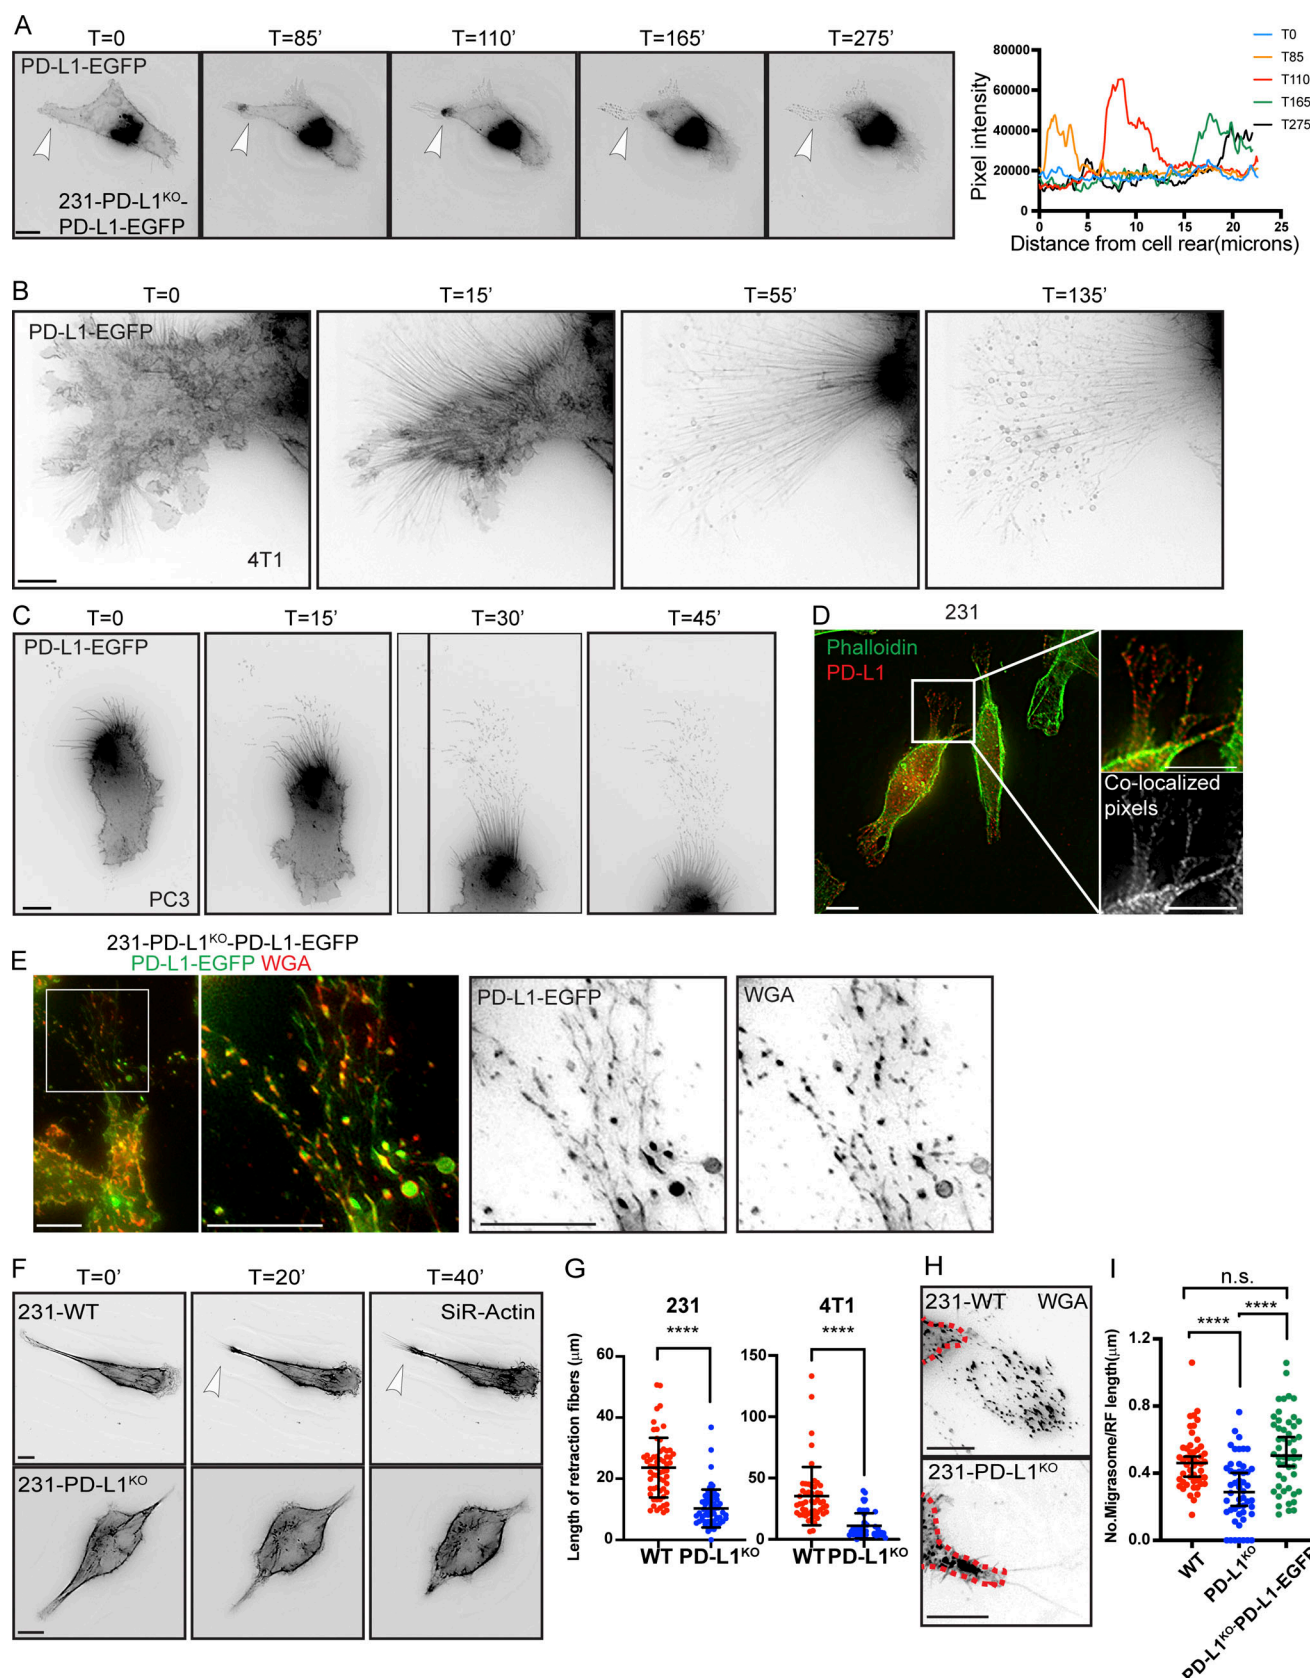 A
T=0
T=85'
T=110'
T=165'
T=275'
PD-L1-EGFP
231-PD-L1KO-
PD-L1-EGFP
80000
60000
40000
20000
0
Pixel intensity
0
5
10
15
20
25
Distance from cell rear(microns)
T0
T85
T110
T165
T275
B
T=0
T=15'
T=55'
T=135'
PD-L1-EGFP
4T1
C
T=0
T=15'
T=30'
T=45'
PD-L1-EGFP
PC3
D
231
Phalloidin
PD-L1
Co-localized
pixels
E
231-PD-L1KO-PD-L1-EGFP
PD-L1-EGFP WGA
PD-L1-EGFP
WGA
F
T=0'
T=20'
T=40'
231-WT
SiR-Actin
231-PD-L1KO
G
231
4T1
****
****
Length of retraction fibers (μm)
60
40
20
0
WT
PD-L1KO
150
100
50
0
WT
PD-L1KO
H
231-WT
WGA
231-PD-L1KO
I
n.s.
****
****
No.Migrasome/RF length(μm)
1.2
0.8
0.4
0.0
WT
PD-L1KO
PD-L1KO-PD-L1-EGFP